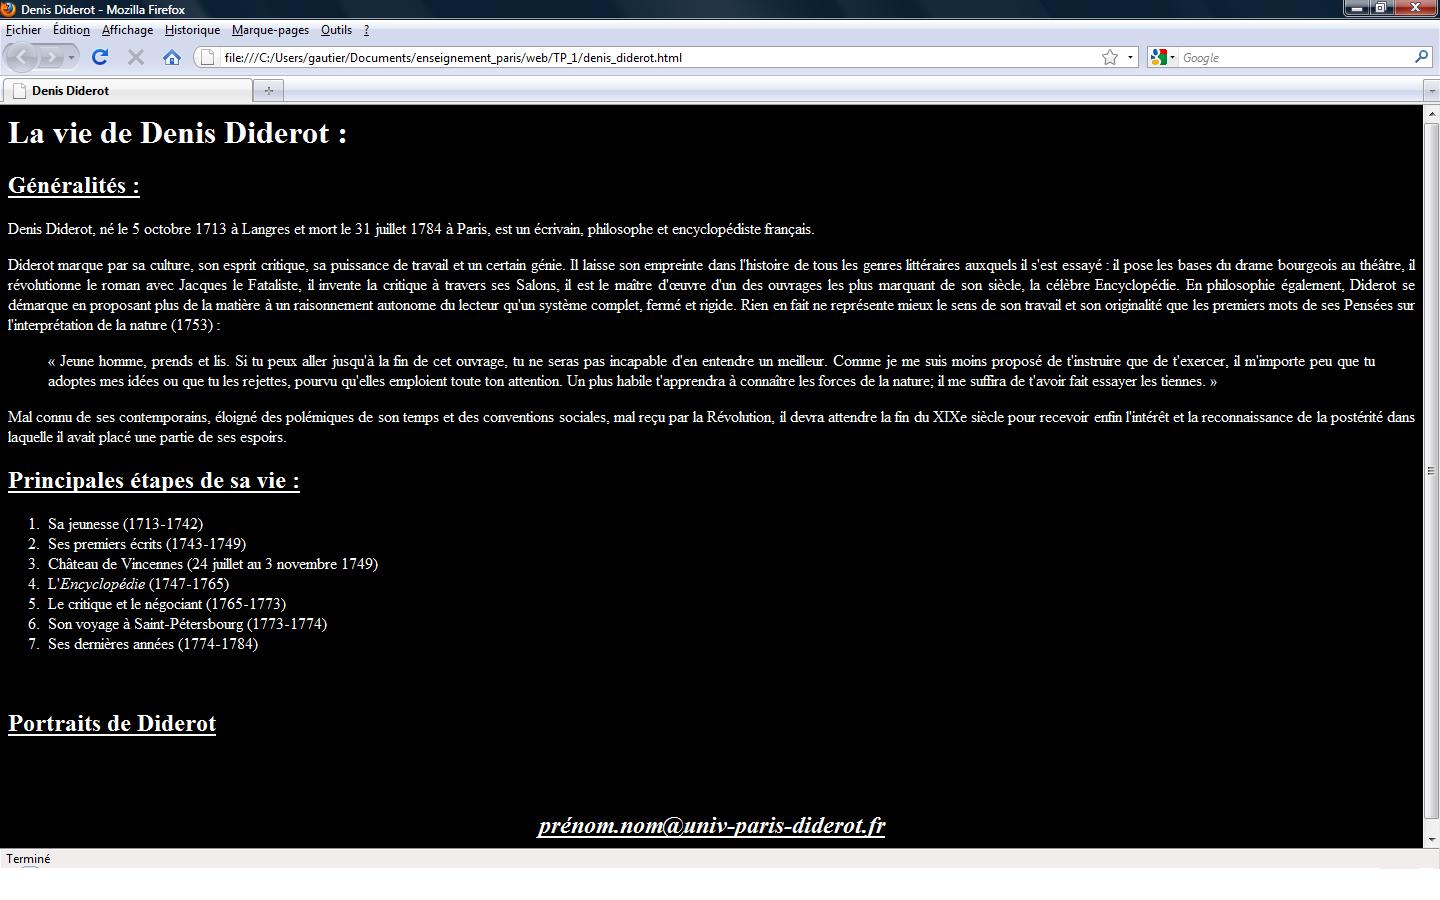 Denis Diderot - Mozilla Firefox
Fichier Édition Affichage Historique Marque-pages Outils ?
file:///C:/Users/gautier/Documents/enseignement_paris/web/TP_1/denis_diderot.html
Google
Denis Diderot
La vie de Denis Diderot :
Généralités :
Denis Diderot, né le 5 octobre 1713 à Langres et mort le 31 juillet 1784 à Paris, est un écrivain, philosophe et encyclopédiste français.
Diderot marque par sa culture, son esprit critique, sa puissance de travail et un certain génie. Il laisse son empreinte dans l'histoire de tous les genres littéraires auxquels il s'est essayé : il pose les bases du drame bourgeois au théâtre, il
révolutionne le roman avec Jacques le Fataliste, il invente la critique à travers ses Salons, il est le maître d'œuvre d'un des ouvrages les plus marquant de son siècle, la célèbre Encyclopédie. En philosophie également, Diderot se
démarque en proposant plus de la matière à un raisonnement autonome du lecteur qu'un système complet, fermé et rigide. Rien en fait ne représente mieux le sens de son travail et son originalité que les premiers mots de ses Pensées sur
l'interprétation de la nature (1753) :
« Jeune homme, prends et lis. Si tu peux aller jusqu'à la fin de cet ouvrage, tu ne seras pas incapable d'en entendre un meilleur. Comme je me suis moins proposé de t'instruire que de t'exercer, il m'importe peu que tu
adoptes mes idées ou que tu les rejettes, pourvu qu'elles emploient toute ton attention. Un plus habile t'apprendra à connaître les forces de la nature; il me suffira de t'avoir fait essayer les tiennes. »
Mal connu de ses contemporains, éloigné des polémiques de son temps et des conventions sociales, mal reçu par la Révolution, il devra attendre la fin du XIXe siècle pour recevoir enfin l'intérêt et la reconnaissance de la postérité dans
laquelle il avait placé une partie de ses espoirs.
Principales étapes de sa vie :
1. Sa jeunesse (1713-1742)
2. Ses premiers écrits (1743-1749)
3. Château de Vincennes (24 juillet au 3 novembre 1749)
4. L'Encyclopédie (1747-1765)
5. Le critique et le négociant (1765-1773)
6. Son voyage à Saint-Pétersbourg (1773-1774)
7. Ses dernières années (1774-1784)
Portraits de Diderot
prénom.nom@univ-paris-diderot.fr
Terminé